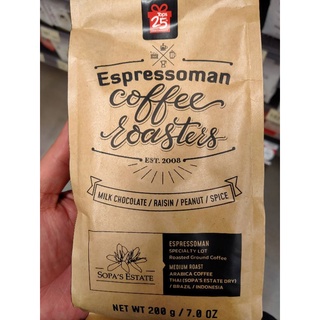 25
Espressoman
coffee
roasters
EST. 2008
MILK CHOCOLATE / RAISIN / PEANUT / SPICE
SOPA'S ESTATE
ESPRESSOMAN
SPECIALTY LOT
Roasted Ground Coffee
MEDIUM ROAST
ARABICA COFFEE
THAI (SOPA'S ESTATE DRY)
/ BRAZIL / INDONESIA
NET WT 200 g / 7.0 OZ